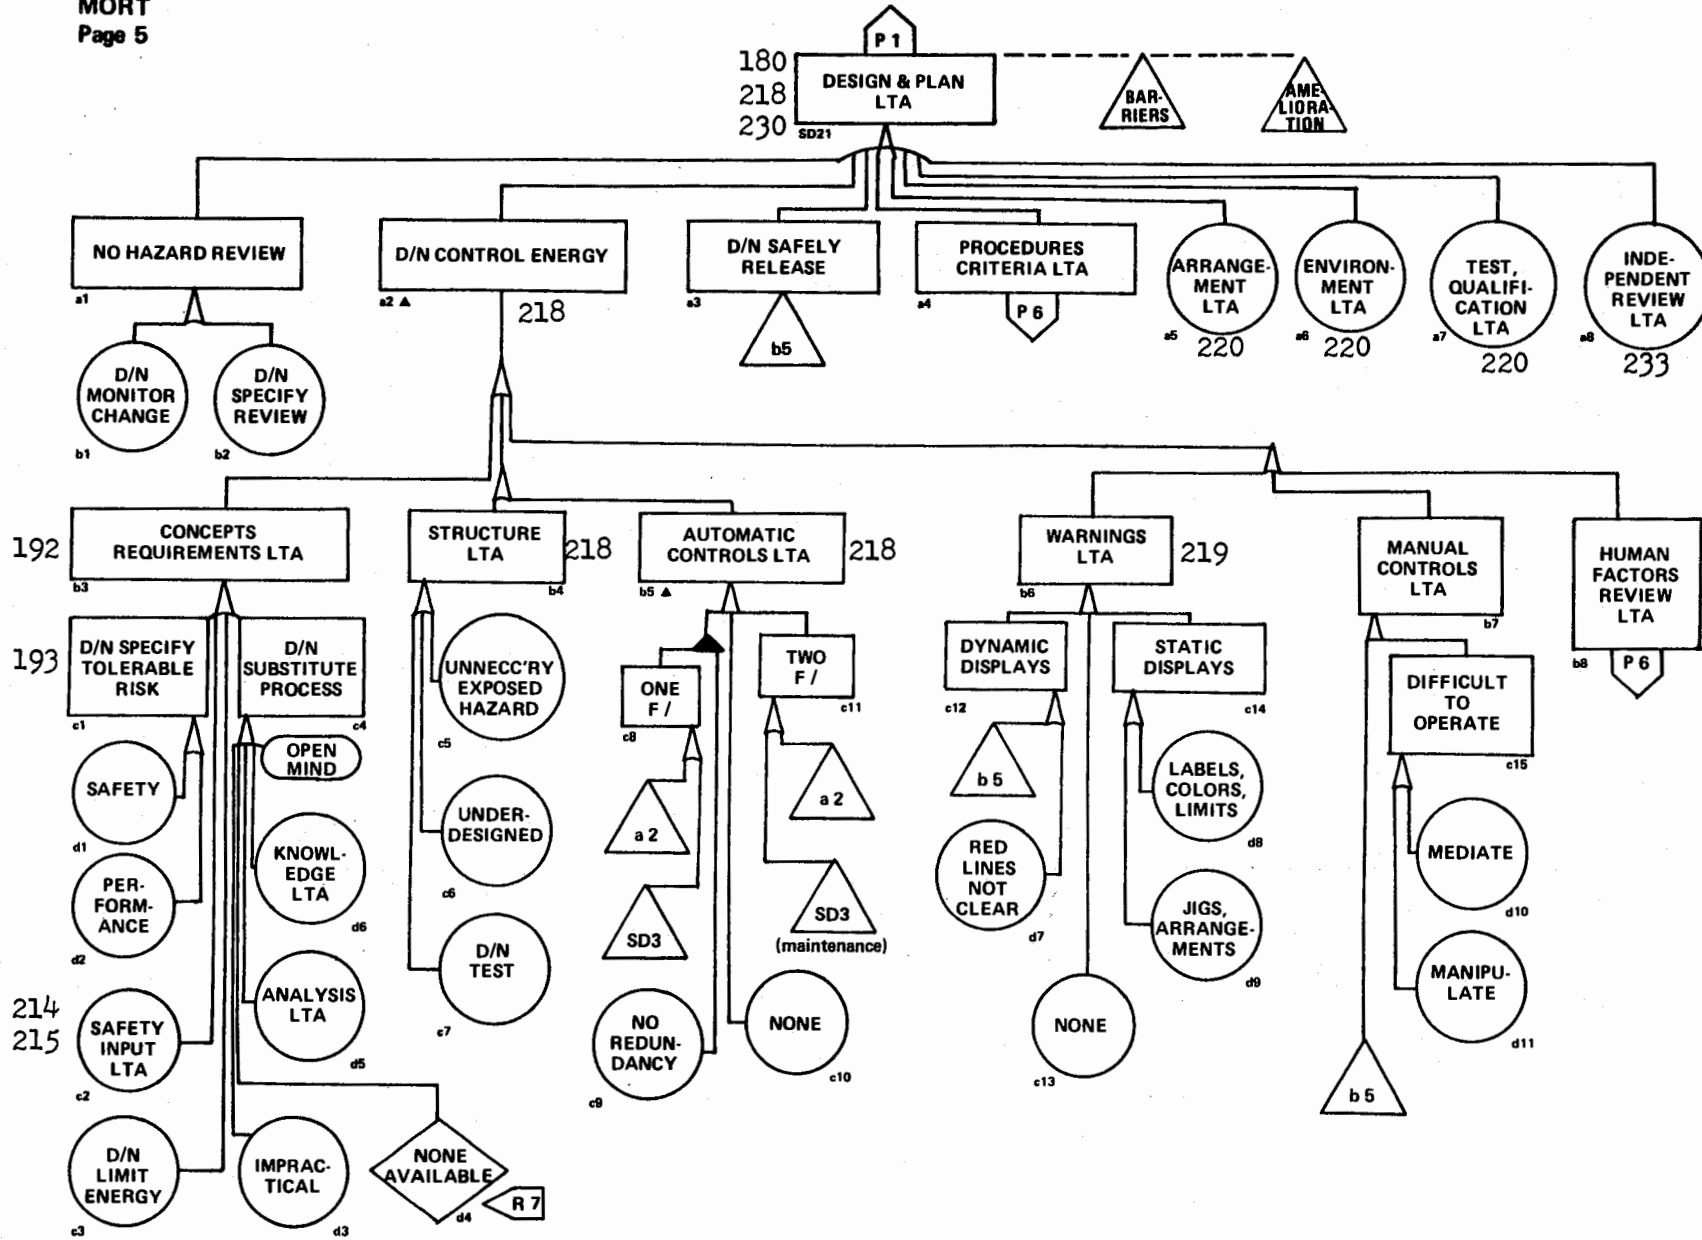 MORT
Page 5
P 1
180
218
230
DESIGN & PLAN
LTA
SD21
BAR-
RIERS
AME-
LIORA-
TION
NO HAZARD REVIEW
a1
D/N CONTROL ENERGY
a2 ▲
218
D/N SAFELY
RELEASE
a3
b5
PROCEDURES
CRITERIA LTA
a4
P 6
ARRANGE-
MENT
LTA
a5
220
ENVIRON-
MENT
LTA
a6
220
TEST,
QUALIFI-
CATION
LTA
a7
220
INDE-
PENDENT
REVIEW
LTA
a8
233
D/N
MONITOR
CHANGE
b1
D/N
SPECIFY
REVIEW
b2
192
CONCEPTS
REQUIREMENTS LTA
b3
STRUCTURE
LTA
b4
218
AUTOMATIC
CONTROLS LTA
b5 ▲
218
WARNINGS
LTA
b6
219
MANUAL
CONTROLS
LTA
b7
HUMAN
FACTORS
REVIEW
LTA
b8
P 6
193
D/N SPECIFY
TOLERABLE
RISK
c1
D/N
SUBSTITUTE
PROCESS
c4
OPEN
MIND
SAFETY
d1
PER-
FORM-
ANCE
d2
214
215
SAFETY
INPUT
LTA
c2
D/N
LIMIT
ENERGY
c3
KNOWL-
EDGE
LTA
d6
ANALYSIS
LTA
d5
IMPRAC-
TICAL
d3
NONE
AVAILABLE
d4
R 7
UNNECC'RY
EXPOSED
HAZARD
c5
UNDER-
DESIGNED
c6
D/N
TEST
c7
ONE
F /
c8
a 2
SD3
NO
REDUN-
DANCY
c9
TWO
F /
c11
a 2
SD3
(maintenance)
NONE
c10
DYNAMIC
DISPLAYS
c12
b 5
RED
LINES
NOT
CLEAR
d7
NONE
c13
STATIC
DISPLAYS
c14
LABELS,
COLORS,
LIMITS
d8
JIGS,
ARRANGE-
MENTS
d9
DIFFICULT
TO
OPERATE
c15
MEDIATE
d10
MANIPU-
LATE
d11
b 5